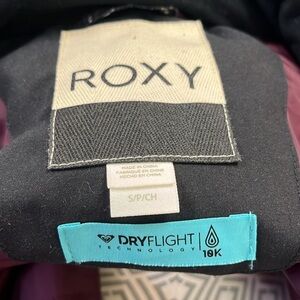 ROXY
MADE IN CHINA
FABRIQUÉ EN CHINE
HECHO EN CHINA
S/P/CH
DRYFLIGHT
TECHNOLOGY
10K